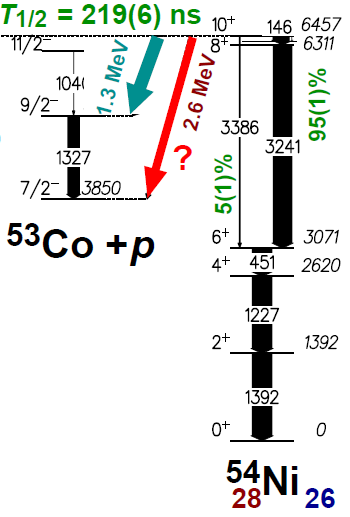 T1/2 = 219(6) ns
10+ 146 6457
8+ 6311
11/2−
104
1.3 MeV
2.6 MeV
3386
95(1)%
9/2−
3241
1327
?
5(1)%
7/2− 3850
53Co +p
6+ 3071
4+ 451 2620
1227
2+ 1392
1392
0+ 0
54Ni
28 26